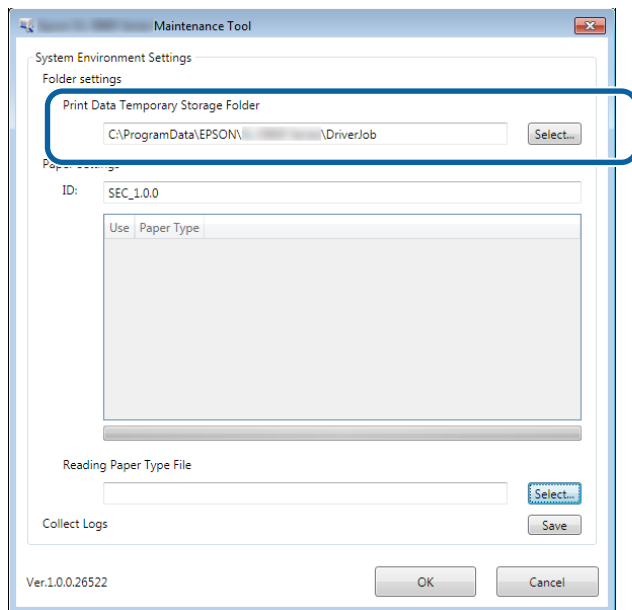 Maintenance Tool
System Environment Settings
Folder settings
Print Data Temporary Storage Folder
C:\ProgramData\EPSON\ \DriverJob Select...
ID: SEC_1.0.0
Use Paper Type
Reading Paper Type File
Select...
Collect Logs Save
Ver.1.0.0.26522 OK Cancel